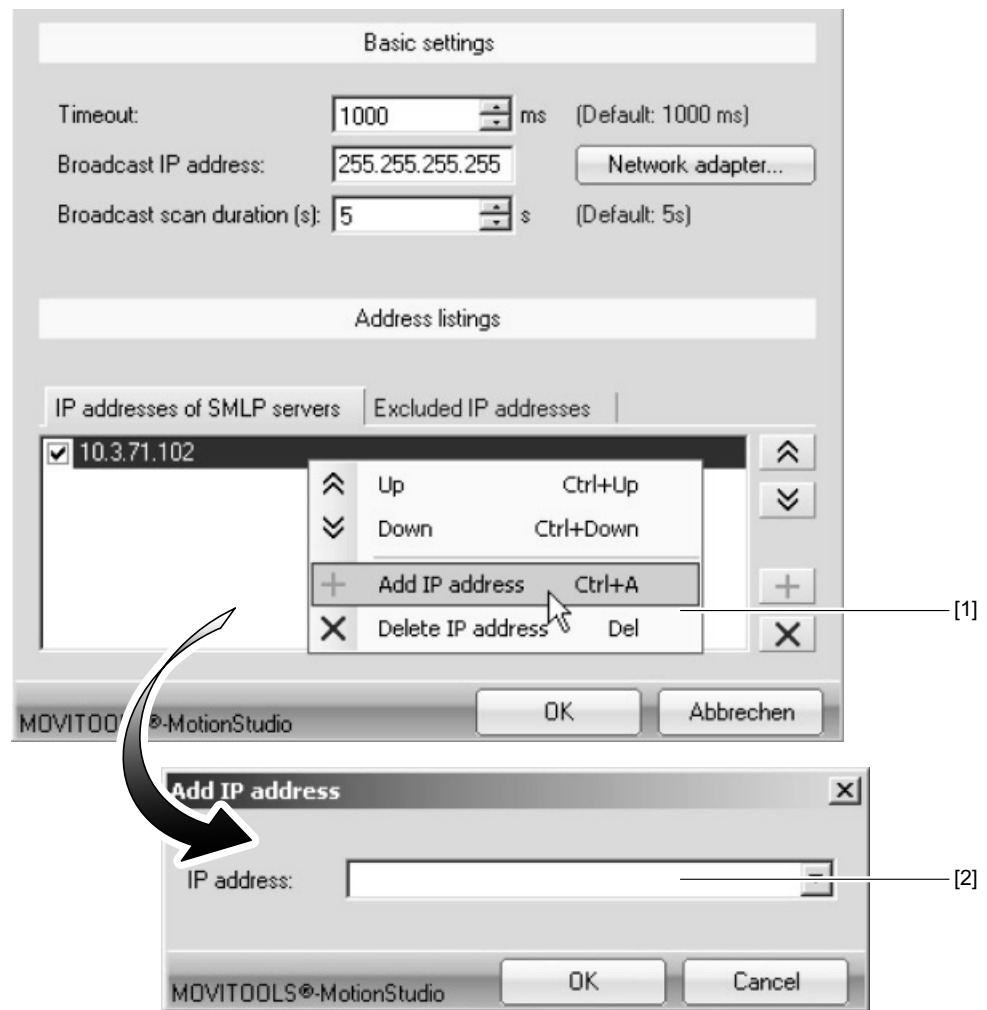 Basic settings
Timeout: 1000 ms (Default: 1000 ms)
Broadcast IP address: 255.255.255.255 Network adapter...
Broadcast scan duration (s): 5 s (Default: 5s)
Address listings
IP addresses of SMLP servers Excluded IP addresses
10.3.71.102
Up Ctrl+Up
Down Ctrl+Down
Add IP address Ctrl+A
[1]
Delete IP address Del
MOVITOO ®-MotionStudio OK Abbrechen
Add IP address
IP address:
[2]
MOVITOOLS®-MotionStudio OK Cancel